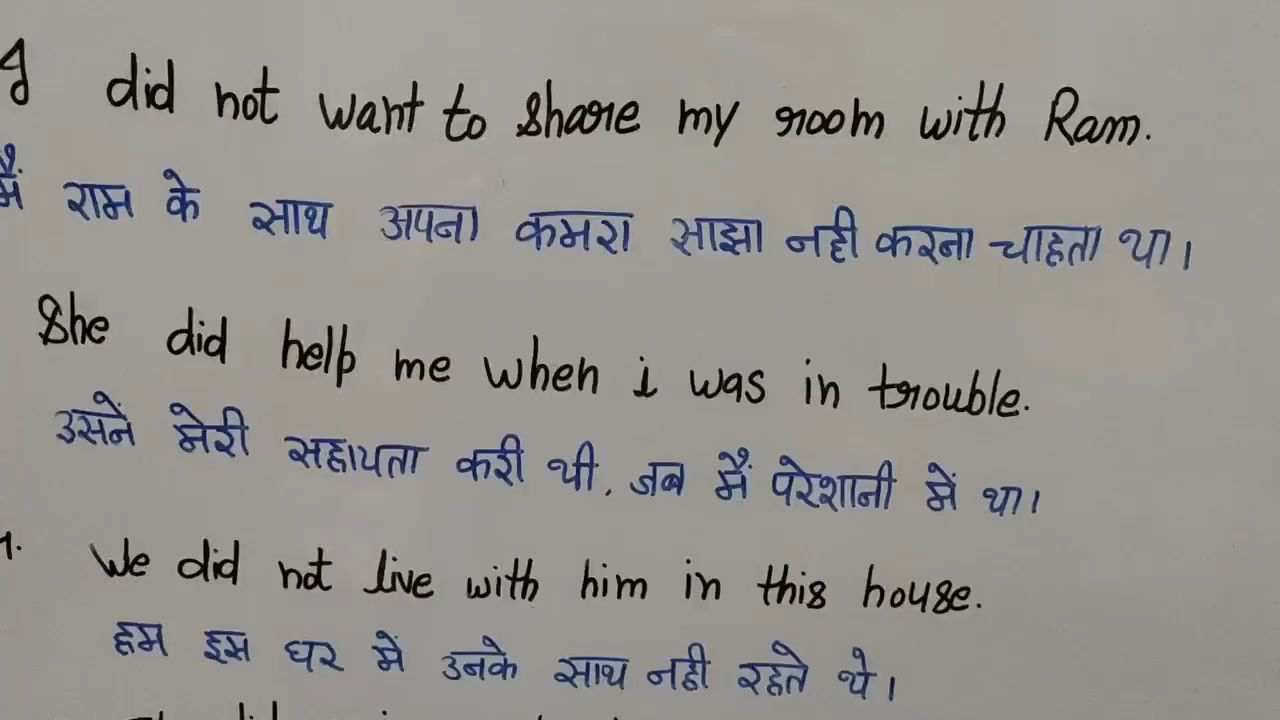 I did not want to share my room with Ram.
मैं राम के साथ अपना कमरा साझा नही करना चाहता था।
She did help me when i was in trouble.
उसनें मेरी सहायता करी थी, जब मैं परेशानी में था।
We did not live with him in this house.
हम इस घर में उनके साथ नही रहते थे।